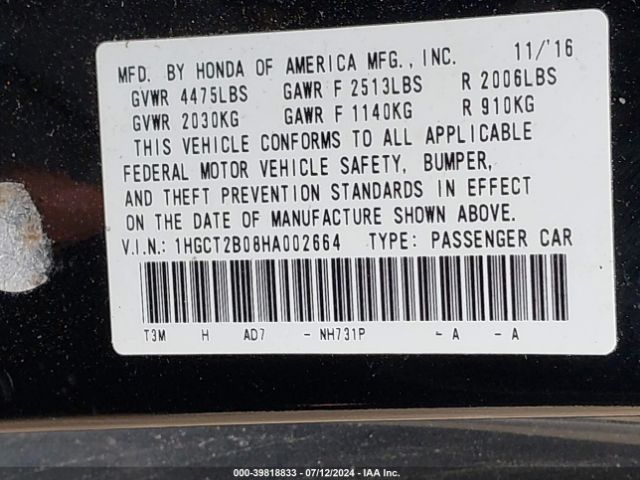 MFD. BY HONDA OF AMERICA MFG., INC. 11/'16
GVWR 4475LBS GAWR F 2513LBS R 2006LBS
GVWR 2030KG GAWR F 1140KG R 910KG
THIS VEHICLE CONFORMS TO ALL APPLICABLE
FEDERAL MOTOR VEHICLE SAFETY, BUMPER,
AND THEFT PREVENTION STANDARDS IN EFFECT
ON THE DATE OF MANUFACTURE SHOWN ABOVE.
V.I.N.: 1HGCT2B08HA002664 TYPE: PASSENGER CAR
T3M H AD7 - NH731P - A - A
000-39818833 - 07/12/2024 - IAA Inc.